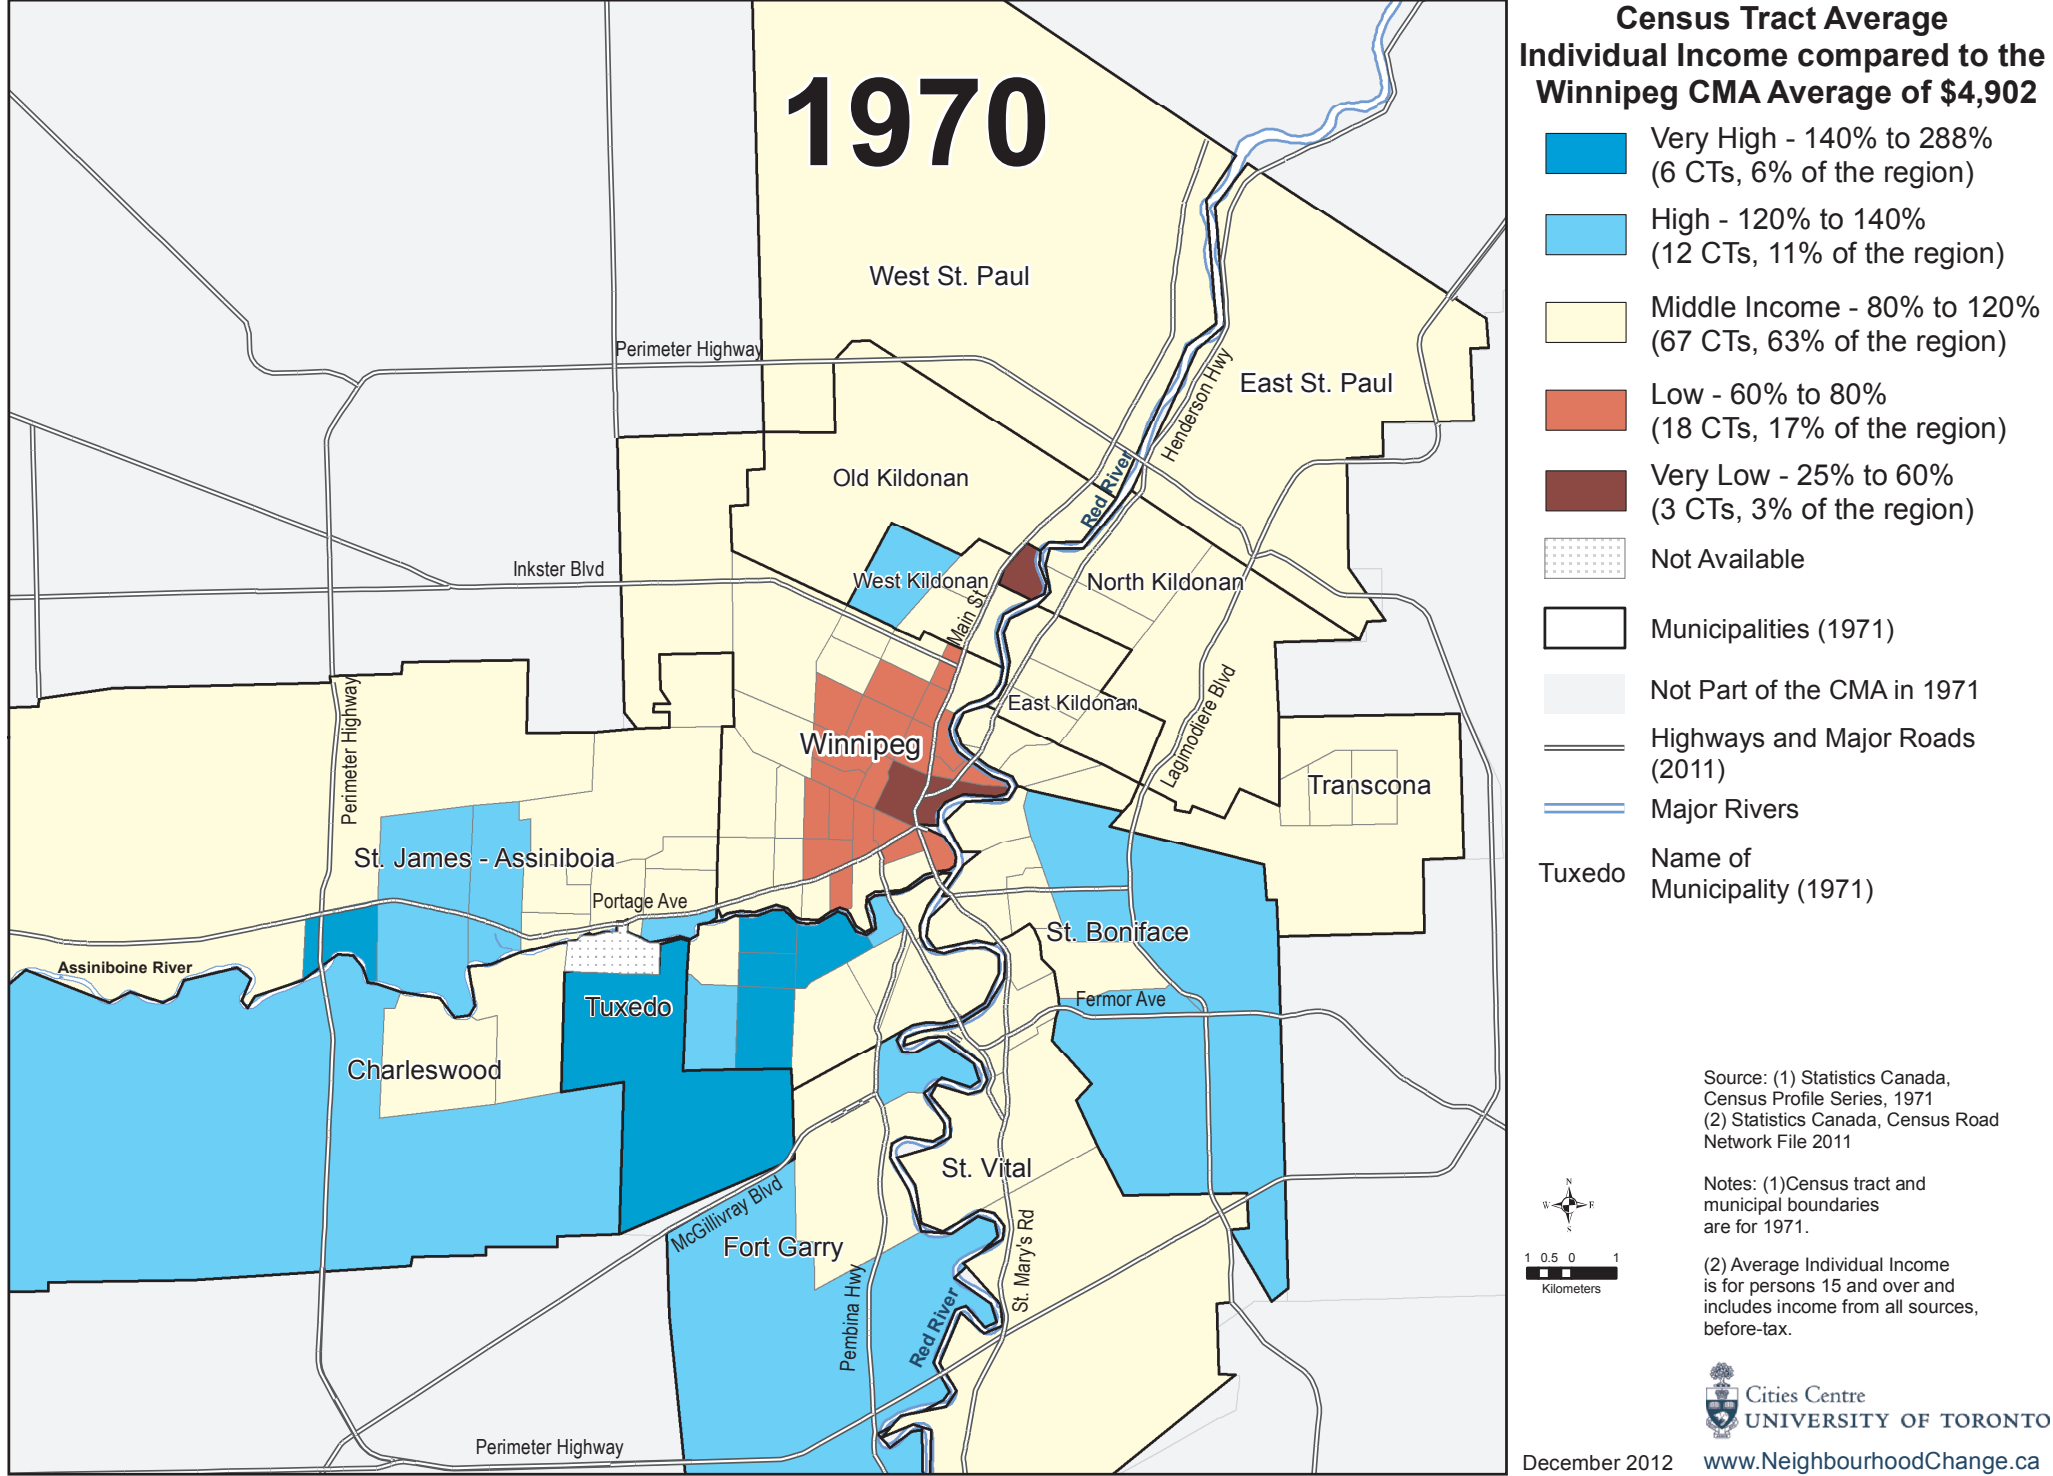 1970
West St. Paul
Perimeter Highway
Henderson Hwy
East St. Paul
Old Kildonan
Red River
Inkster Blvd
West Kildonan
North Kildonan
Main St
East Kildonan
Perimeter Highway
Lagimodiere Blvd
Winnipeg
Transcona
St. James - Assiniboia
Portage Ave
St. Boniface
Assiniboine River
Tuxedo
Fermor Ave
Charleswood
St. Vital
McGillivray Blvd
Fort Garry
St. Mary's Rd
Pembina Hwy
Red River
Perimeter Highway
Census Tract Average
Individual Income compared to the
Winnipeg CMA Average of $4,902
Very High - 140% to 288%
(6 CTs, 6% of the region)
High - 120% to 140%
(12 CTs, 11% of the region)
Middle Income - 80% to 120%
(67 CTs, 63% of the region)
Low - 60% to 80%
(18 CTs, 17% of the region)
Very Low - 25% to 60%
(3 CTs, 3% of the region)
Not Available
Municipalities (1971)
Not Part of the CMA in 1971
Highways and Major Roads
(2011)
Major Rivers
Tuxedo
Name of
Municipality (1971)
Source: (1) Statistics Canada,
Census Profile Series, 1971
(2) Statistics Canada, Census Road
Network File 2011
Notes: (1)Census tract and
municipal boundaries
are for 1971.
(2) Average Individual Income
is for persons 15 and over and
includes income from all sources,
before-tax.
N
W E
S
1 0.5 0 1
Kilometers
Cities Centre
UNIVERSITY OF TORONTO
December 2012
www.NeighbourhoodChange.ca